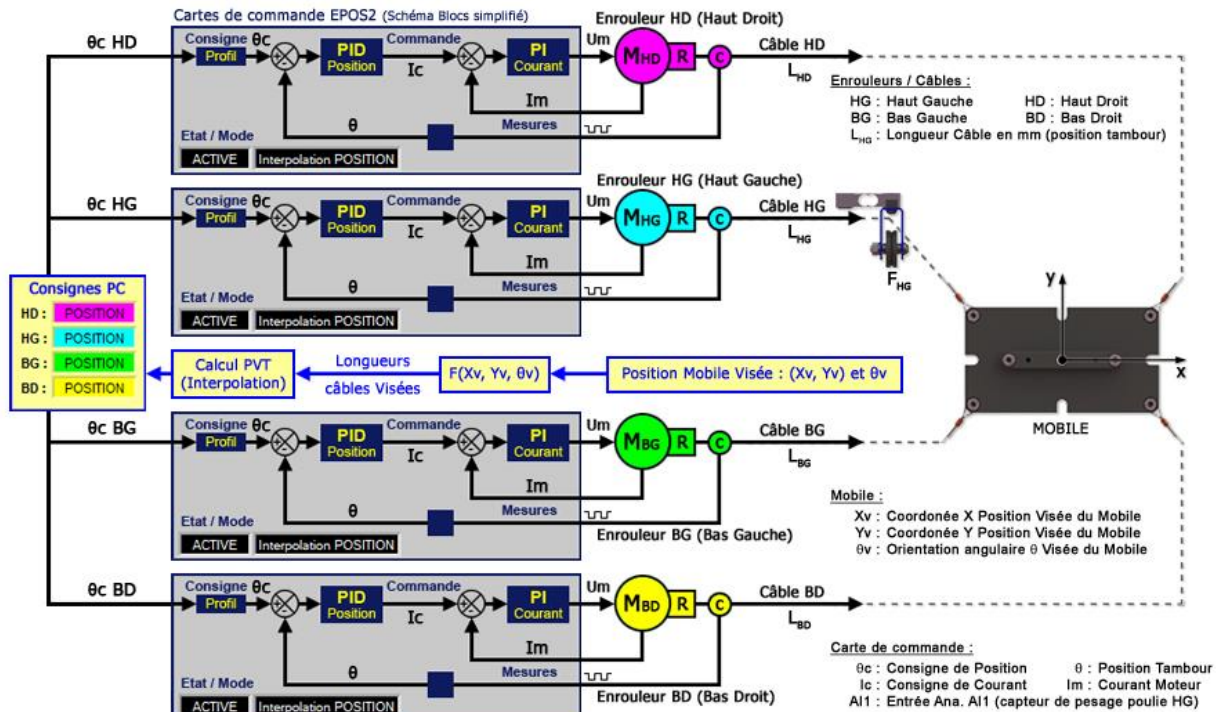 Cartes de commande EPOS2 (Schéma Blocs simplifié)
Enrouleur HD (Haut Droit)
θc HD
Consigne θc
Profil
PID
Position
Commande
Ic
PI
Courant
Um
MHD
R
C
Câble HD
LHD
Im
θ
Mesures
Etat / Mode
ACTIVE
Interpolation POSITION
Enrouleurs / Câbles :
HG : Haut Gauche HD : Haut Droit
BG : Bas Gauche BD : Bas Droit
LHG : Longueur Câble en mm (position tambour)
Enrouleur HG (Haut Gauche)
θc HG
Consigne θc
Profil
PID
Position
Commande
Ic
PI
Courant
Um
MHG
R
C
Câble HG
LHG
Im
θ
Mesures
Etat / Mode
ACTIVE
Interpolation POSITION
FHG
y
x
MOBILE
Consignes PC
HD : POSITION
HG : POSITION
BG : POSITION
BD : POSITION
Calcul PVT
(Interpolation)
Longueurs
câbles Visées
F(Xv, Yv, θv)
Position Mobile Visée : (Xv, Yv) et θv
θc BG
Consigne θc
Profil
PID
Position
Commande
Ic
PI
Courant
Um
MBG
R
C
Câble BG
LBG
Im
θ
Mesures
Etat / Mode
ACTIVE
Interpolation POSITION
Enrouleur BG (Bas Gauche)
Mobile :
Xv : Coordonée X Position Visée du Mobile
Yv : Coordonée Y Position Visée du Mobile
θv : Orientation angulaire θ Visée du Mobile
θc BD
Consigne θc
Profil
PID
Position
Commande
Ic
PI
Courant
Um
MBD
R
C
Câble BD
LBD
Im
θ
Mesures
Etat / Mode
ACTIVE
Interpolation POSITION
Enrouleur BD (Bas Droit)
Carte de commande :
θc : Consigne de Position θ : Position Tambour
Ic : Consigne de Courant Im : Courant Moteur
AI1 : Entrée Ana. AI1 (capteur de pesage poulie HG)